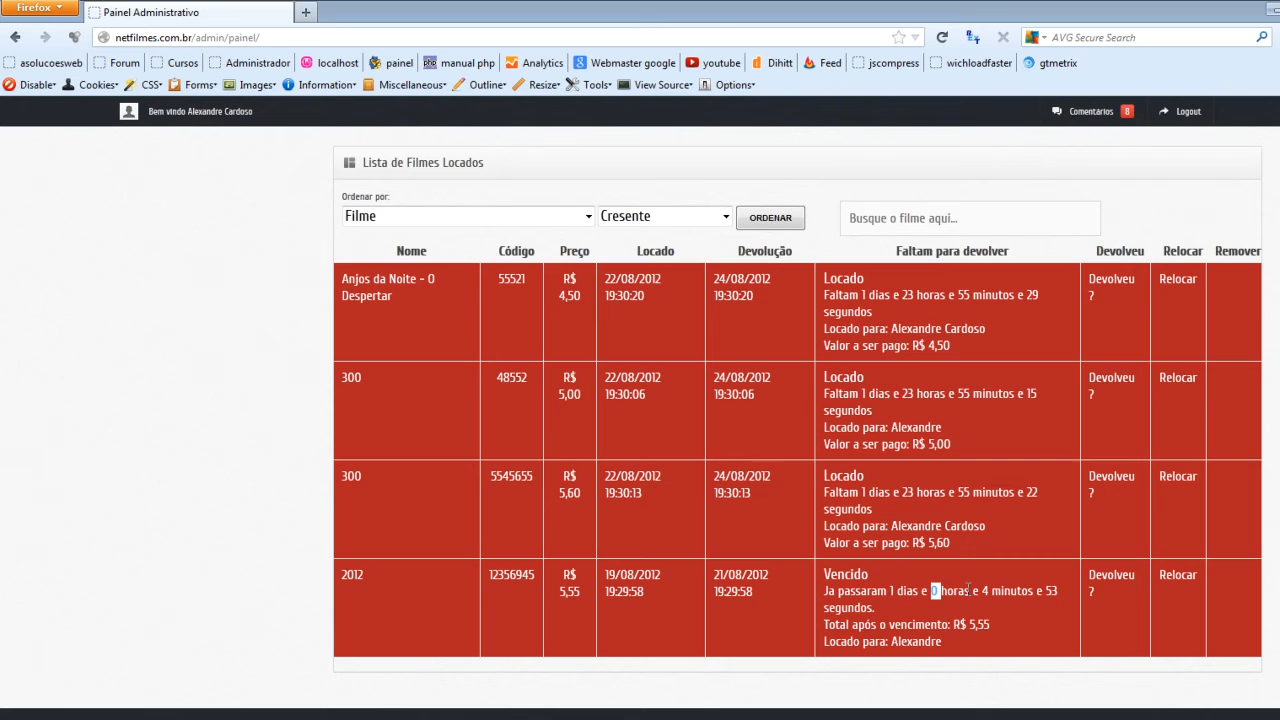 Firefox
Painel Administrativo
netfilmes.com.br/admin/painel/
AVG Secure Search
asolucoesweb Forum Cursos Administrador localhost painel manual php Analytics Webmaster google youtube Dihitt Feed jscompress wichloadfaster gtmetrix
Disable Cookies CSS Forms Images Information Miscellaneous Outline Resize Tools View Source Options
Bem vindo Alexandre Cardoso
Comentários 8 Logout
Lista de Filmes Locados
Ordenar por:
Filme Cresente ORDENAR Busque o filme aqui...
Nome Código Preço Locado Devolução Faltam para devolver Devolveu Relocar Remover
Anjos da Noite - O
Despertar
55521
R$
4,50
22/08/2012
19:30:20
24/08/2012
19:30:20
Locado
Faltam 1 dias e 23 horas e 55 minutos e 29
segundos
Locado para: Alexandre Cardoso
Valor a ser pago: R$ 4,50
Devolveu
?
Relocar
300
48552
R$
5,00
22/08/2012
19:30:06
24/08/2012
19:30:06
Locado
Faltam 1 dias e 23 horas e 55 minutos e 15
segundos
Locado para: Alexandre
Valor a ser pago: R$ 5,00
Devolveu
?
Relocar
300
5545655
R$
5,60
22/08/2012
19:30:13
24/08/2012
19:30:13
Locado
Faltam 1 dias e 23 horas e 55 minutos e 22
segundos
Locado para: Alexandre Cardoso
Valor a ser pago: R$ 5,60
Devolveu
?
Relocar
2012
12356945
R$
5,55
19/08/2012
19:29:58
21/08/2012
19:29:58
Vencido
Ja passaram 1 dias e 0 horas e 4 minutos e 53
segundos.
Total após o vencimento: R$ 5,55
Locado para: Alexandre
Devolveu
?
Relocar